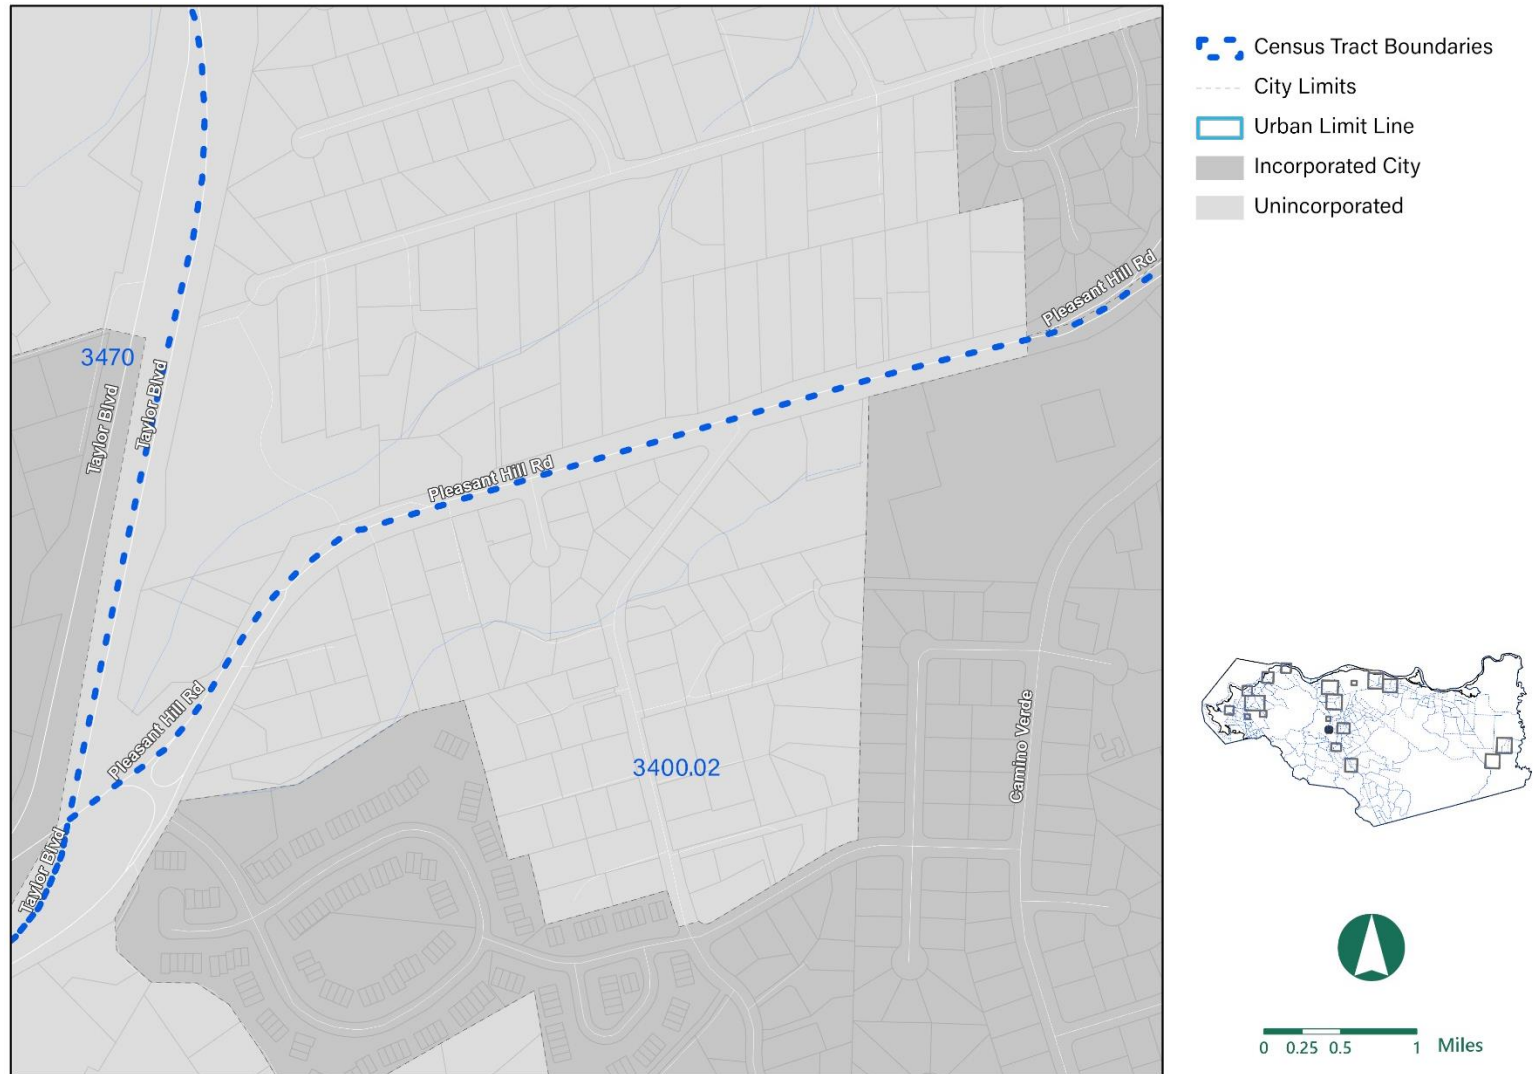 Census Tract Boundaries
City Limits
Urban Limit Line
Incorporated City
Unincorporated
Pleasant Hill Rd
3470
Taylor Blvd
Taylor Blvd
Pleasant Hill Rd
Pleasant Hill Rd
3400.02
Camino Verde
Taylor Blvd
0 0.25 0.5 1 Miles